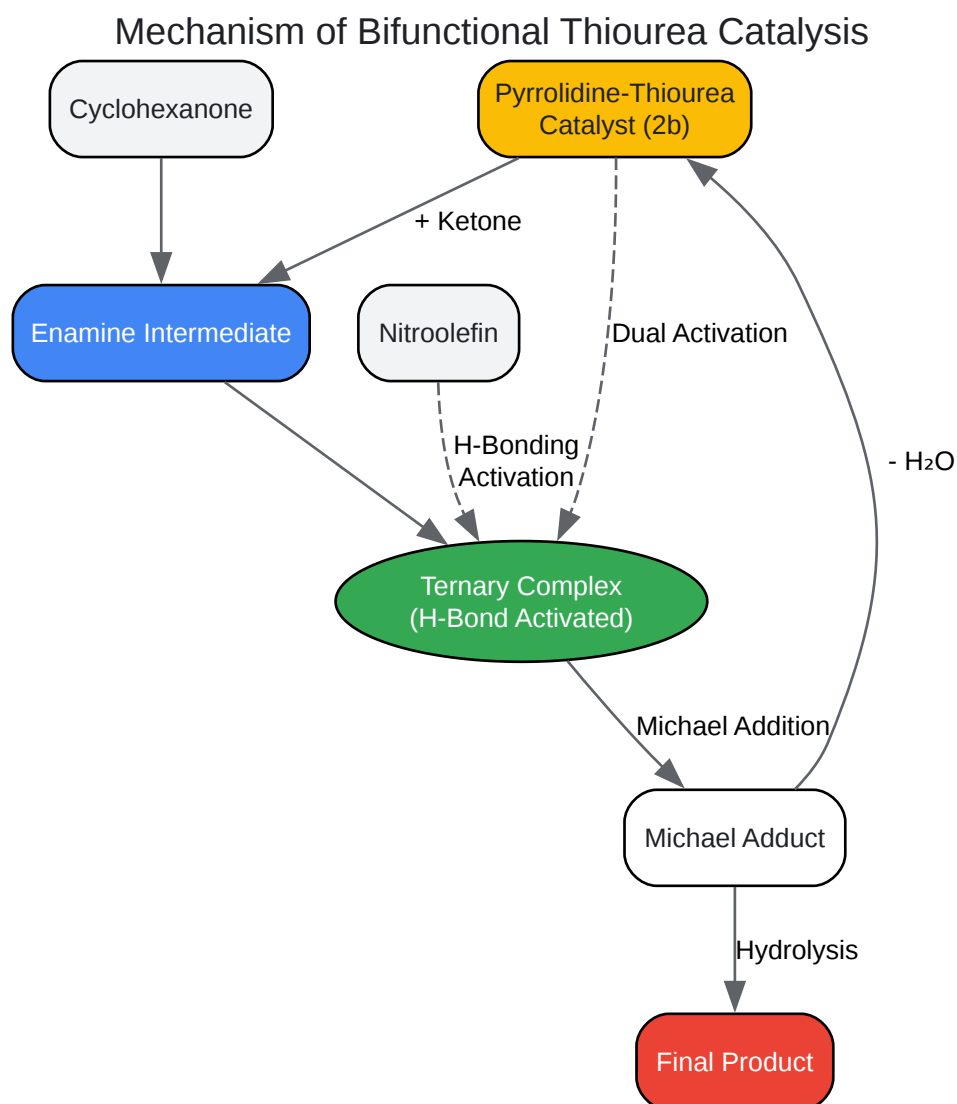 Mechanism of Bifunctional Thiourea Catalysis
Cyclohexanone
Pyrrolidine-Thiourea
Catalyst (2b)
+ Ketone
Enamine Intermediate
Nitroolefin
Dual Activation
H-Bonding
Activation
- H₂O
Ternary Complex
(H-Bond Activated)
Michael Addition
Michael Adduct
Hydrolysis
Final Product